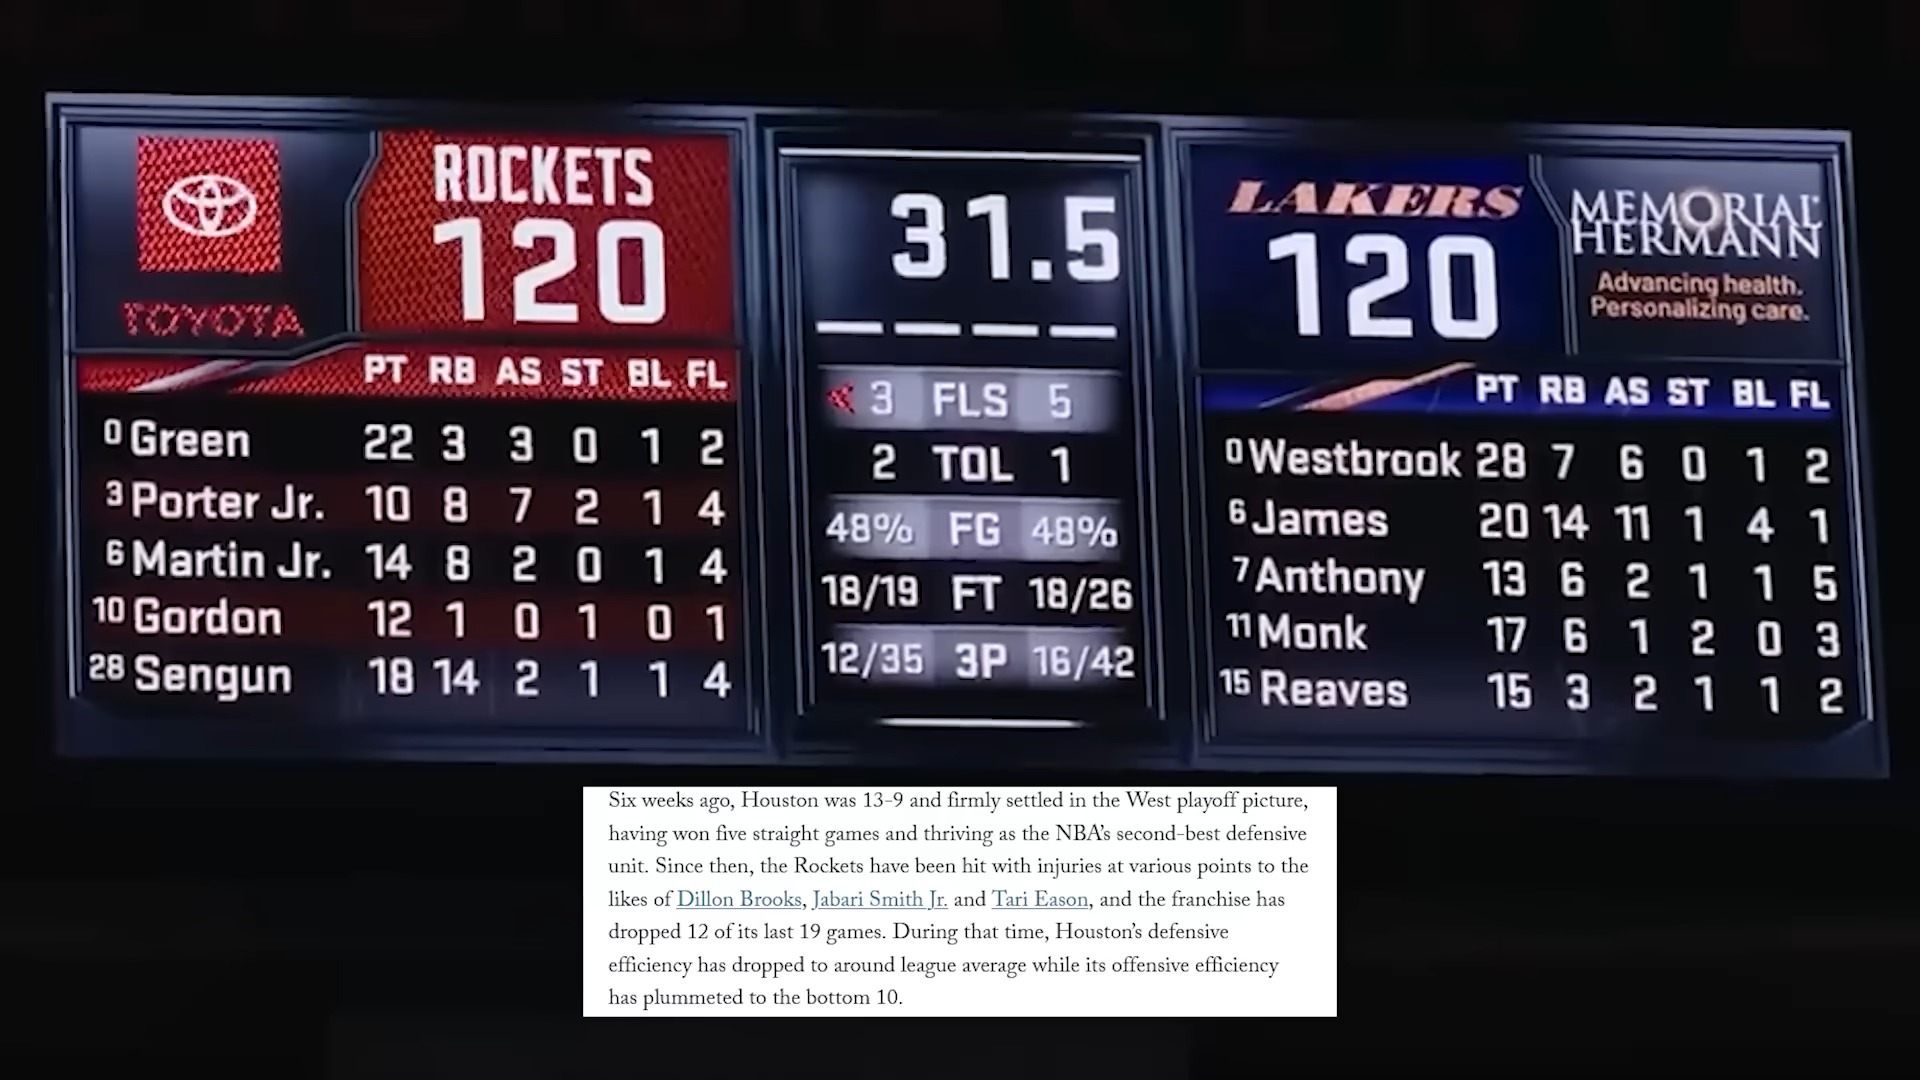 TOYOTA
ROCKETS
120
PT RB AS ST BL FL
0 Green 22 3 3 0 1 2
3 Porter Jr. 10 8 7 2 1 4
6 Martin Jr. 14 8 2 0 1 4
10 Gordon 12 1 0 1 0 1
28 Sengun 18 14 2 1 1 4
31.5
3 FLS 5
2 TOL 1
48% FG 48%
18/19 FT 18/26
12/35 3P 16/42
LAKERS
120
MEMORIAL
HERMANN
Advancing health.
Personalizing care.
PT RB AS ST BL FL
0 Westbrook 28 7 6 0 1 2
6 James 20 14 11 1 4 1
7 Anthony 13 6 2 1 1 5
11 Monk 17 6 1 2 0 3
15 Reaves 15 3 2 1 1 2
Six weeks ago, Houston was 13-9 and firmly settled in the West playoff picture,
having won five straight games and thriving as the NBA's second-best defensive
unit. Since then, the Rockets have been hit with injuries at various points to the
likes of Dillon Brooks, Jabari Smith Jr. and Tari Eason, and the franchise has
dropped 12 of its last 19 games. During that time, Houston's defensive
efficiency has dropped to around league average while its offensive efficiency
has plummeted to the bottom 10.